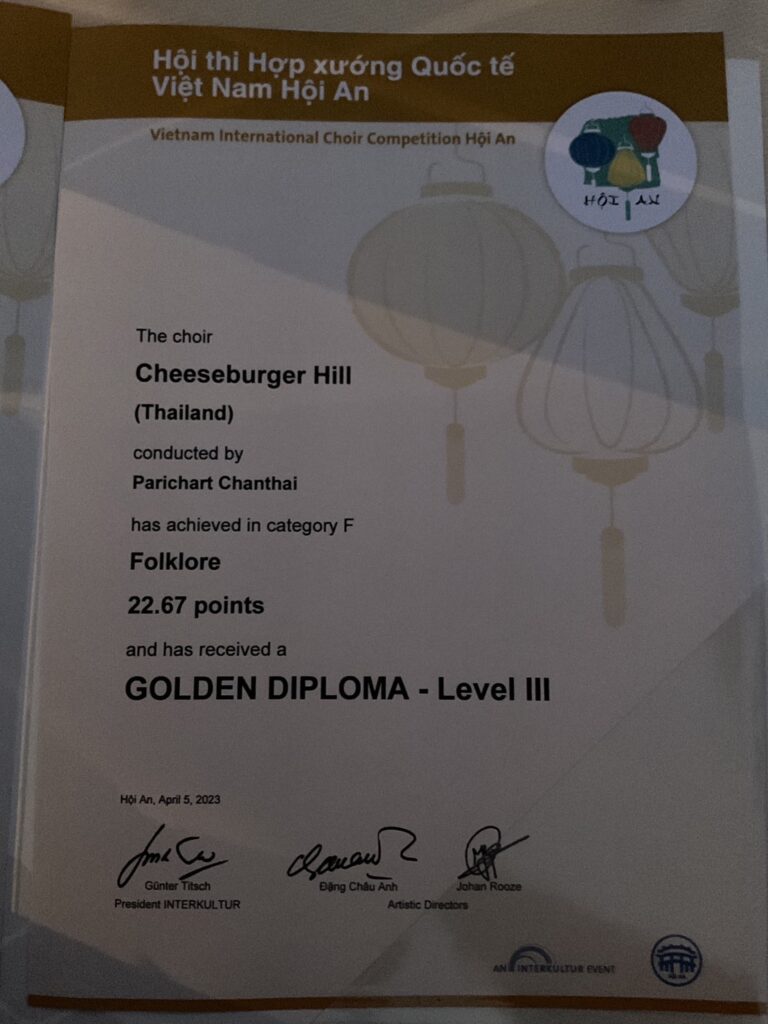 Hội thi Hợp xướng Quốc tế
Việt Nam Hội An
Vietnam International Choir Competition Hội An
HỘI AN
The choir
Cheeseburger Hill
(Thailand)
conducted by
Parichart Chanthai
has achieved in category F
Folklore
22.67 points
and has received a
GOLDEN DIPLOMA - Level III
Hội An, April 5, 2023
Günter Titsch
Đặng Châu Anh
Johan Rooze
President INTERKULTUR
Artistic Directors
AN INTERKULTUR EVENT
HỘI AN